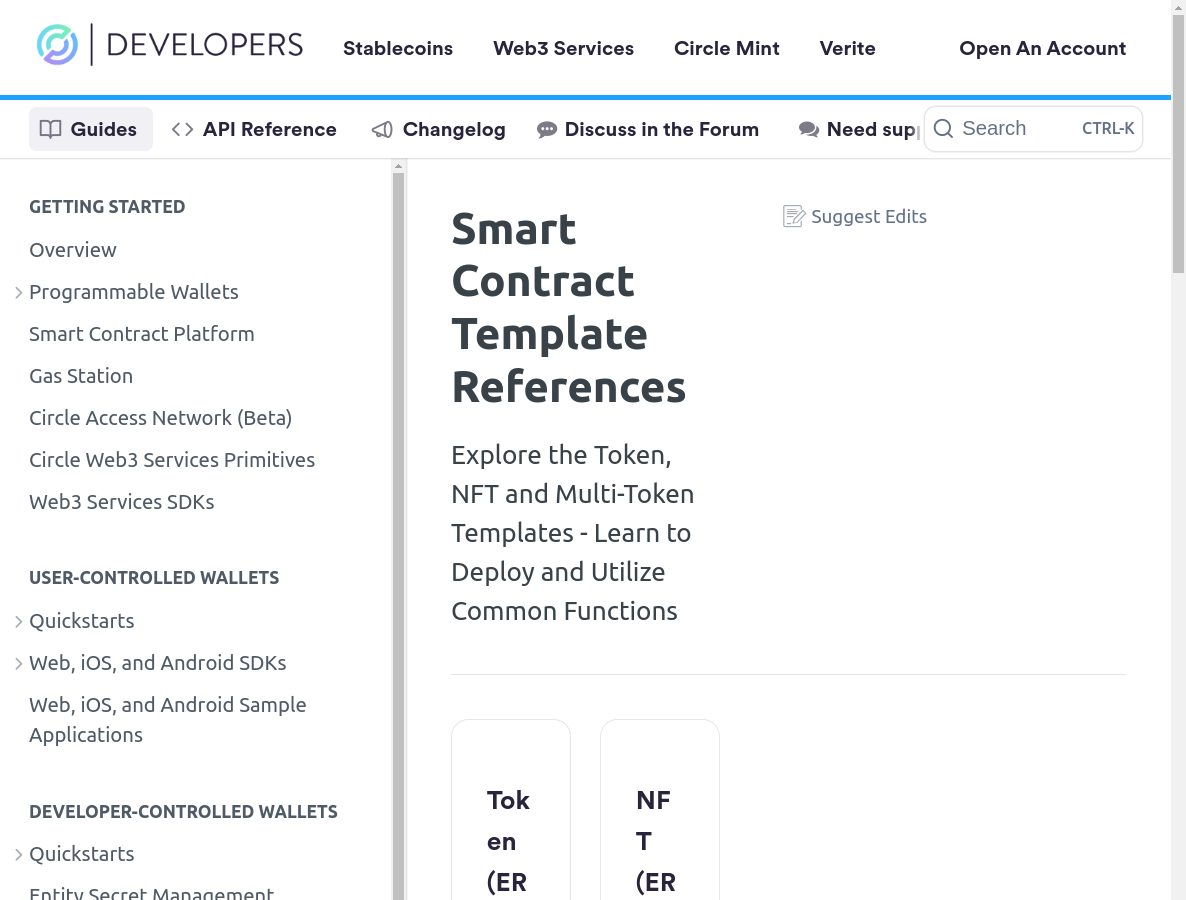 DEVELOPERS
Stablecoins
Web3 Services
Circle Mint
Verite
Open An Account
Guides
API Reference
Changelog
Discuss in the Forum
Need sup
Search
CTRL-K
GETTING STARTED
Overview
Programmable Wallets
Smart Contract Platform
Gas Station
Circle Access Network (Beta)
Circle Web3 Services Primitives
Web3 Services SDKs
USER-CONTROLLED WALLETS
Quickstarts
Web, iOS, and Android SDKs
Web, iOS, and Android Sample
Applications
DEVELOPER-CONTROLLED WALLETS
Quickstarts
Entity Secret Management
Smart
Contract
Template
References
Suggest Edits
Explore the Token,
NFT and Multi-Token
Templates - Learn to
Deploy and Utilize
Common Functions
Tok
en
(ER
NF
T
(ER